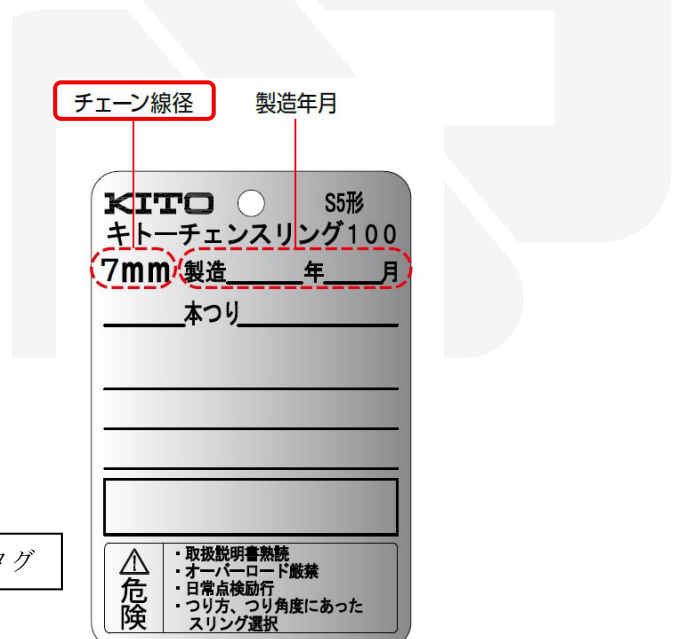 チェーン線径 製造年月
KITO S5形
キトーチェンスリング100
7mm 製造 年 月
本つり
タグ
危険
・取扱説明書熟読
・オーバーロード厳禁
・日常点検励行
・つり方、つり角度にあった
スリング選択